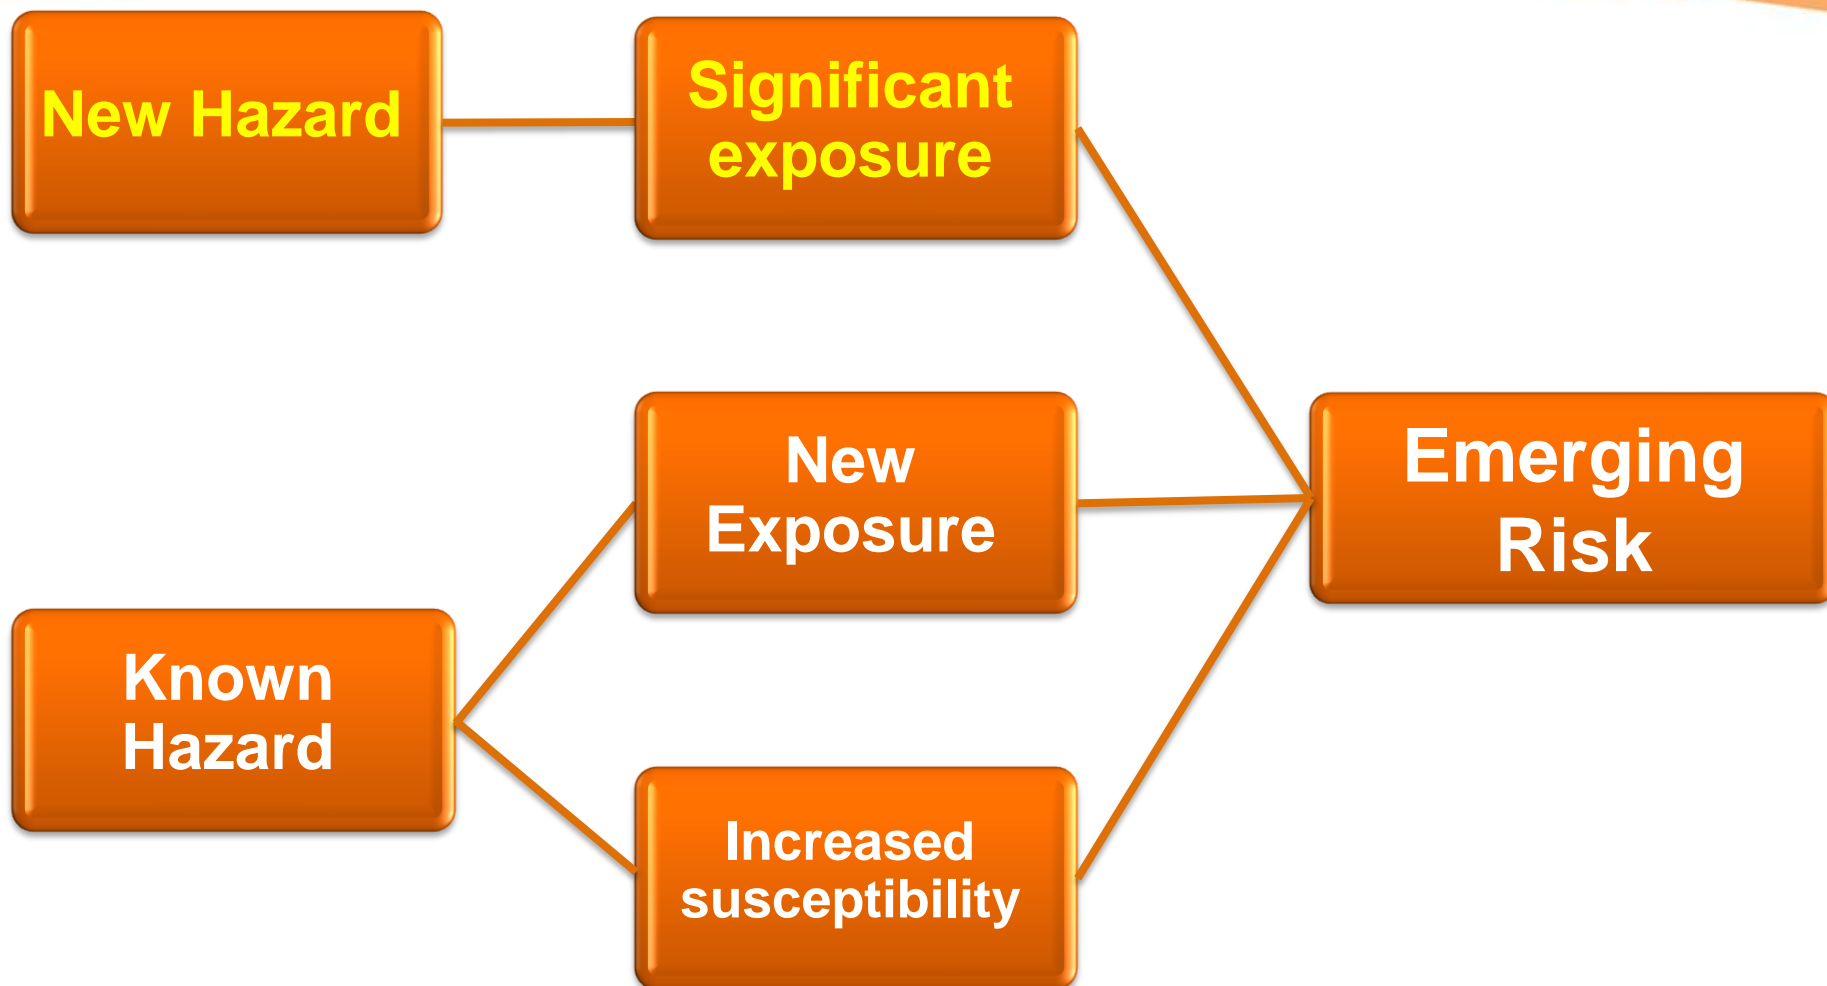 New Hazard
Significant
exposure
New
Exposure
Emerging
Risk
Known
Hazard
Increased
susceptibility